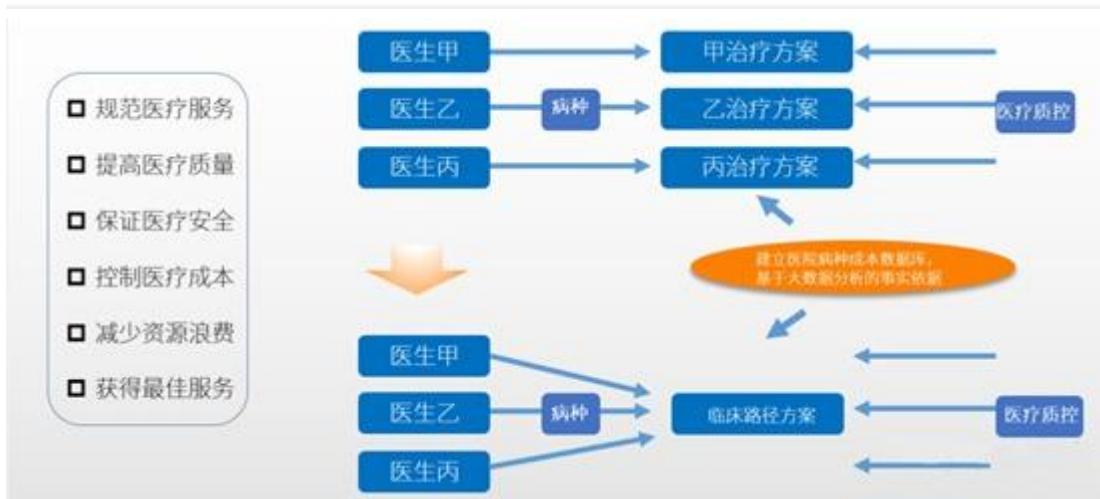 规范医疗服务
提高医疗质量
保证医疗安全
控制医疗成本
减少资源浪费
获得最佳服务
医生甲
甲治疗方案
医生乙
病种
乙治疗方案
医疗质控
医生丙
丙治疗方案
建立医院病种成本数据库，
基于大数据分析的事实依据
医生甲
医生乙
病种
临床路径方案
医疗质控
医生丙